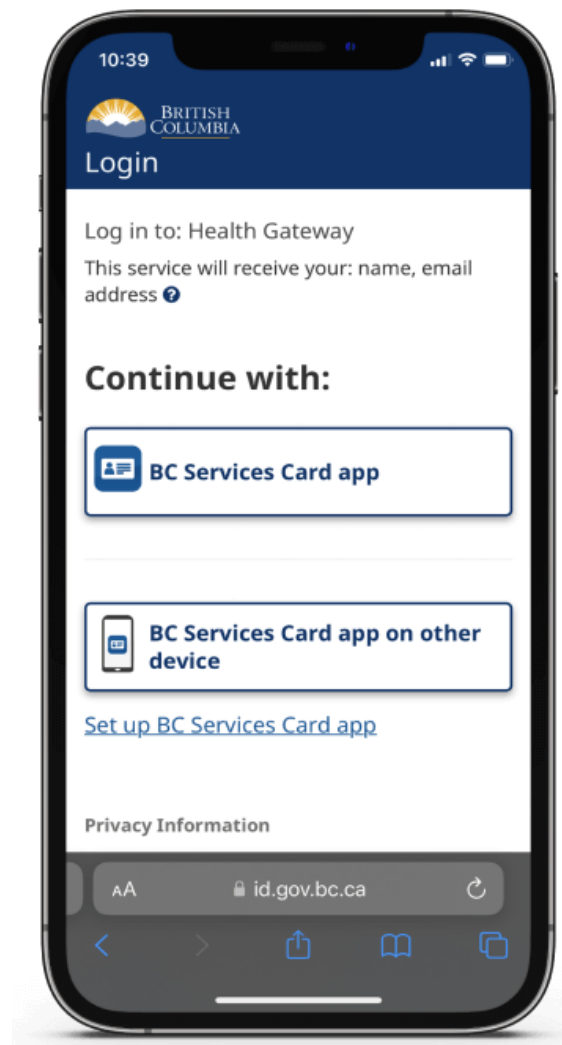 10:39
BRITISH
COLUMBIA
Login
Log in to: Health Gateway
This service will receive your: name, email
address ?
Continue with:
BC Services Card app
BC Services Card app on other
device
Set up BC Services Card app
Privacy Information
AA
id.gov.bc.ca